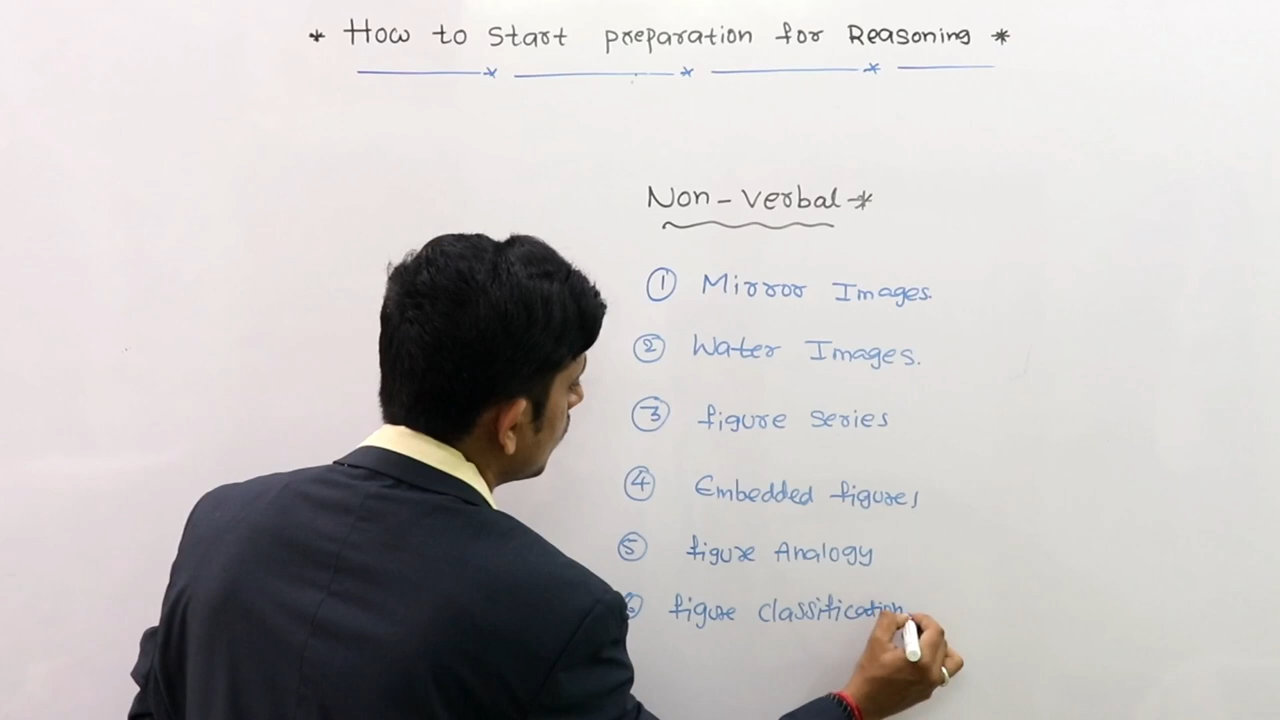 * How to Start preparation for Reasoning *
Non-Verbal *
① Mirror Images.
② Water Images.
③ figure series
④ Embedded figures
⑤ figure Analogy
⑥ figure classification